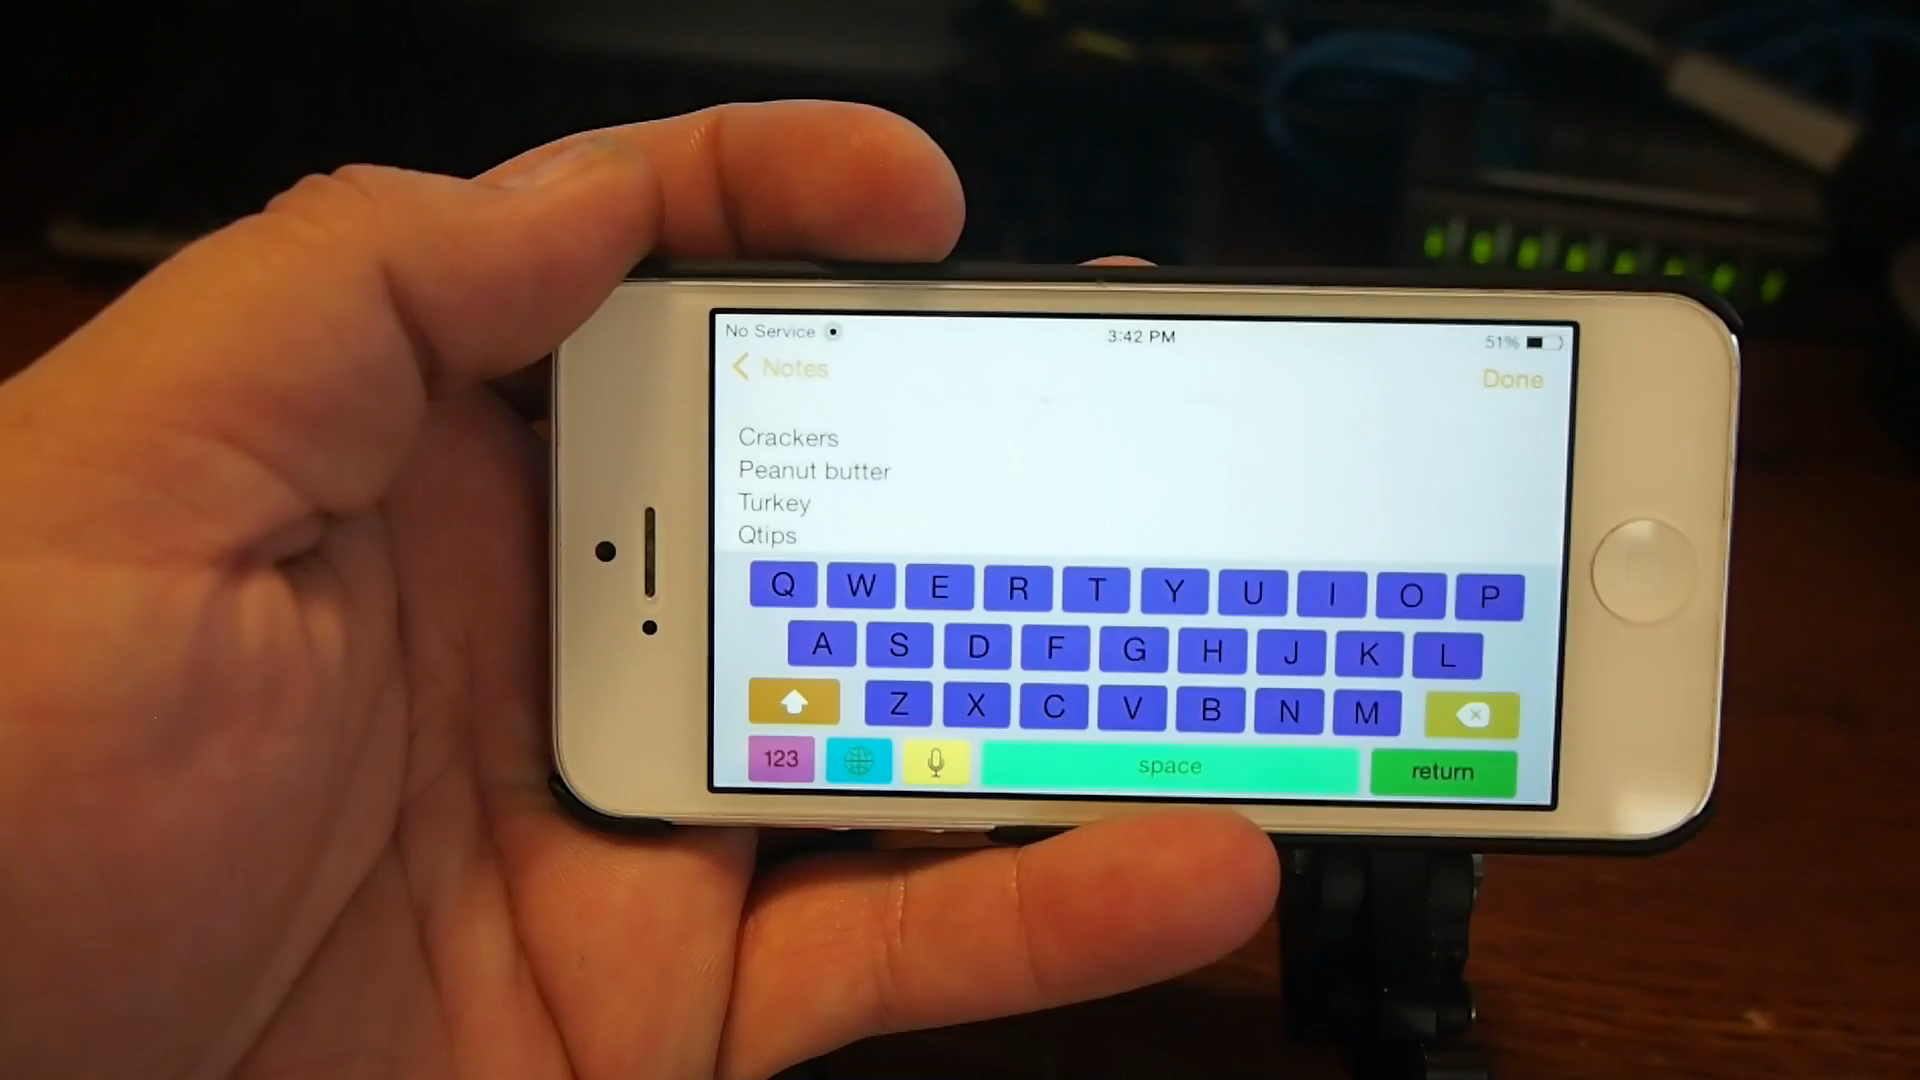 No Service 3:42 PM 51%
Notes Done
Crackers
Peanut butter
Turkey
Qtips
Q W E R T Y U I O P
A S D F G H J K L
Z X C V B N M
123 space return